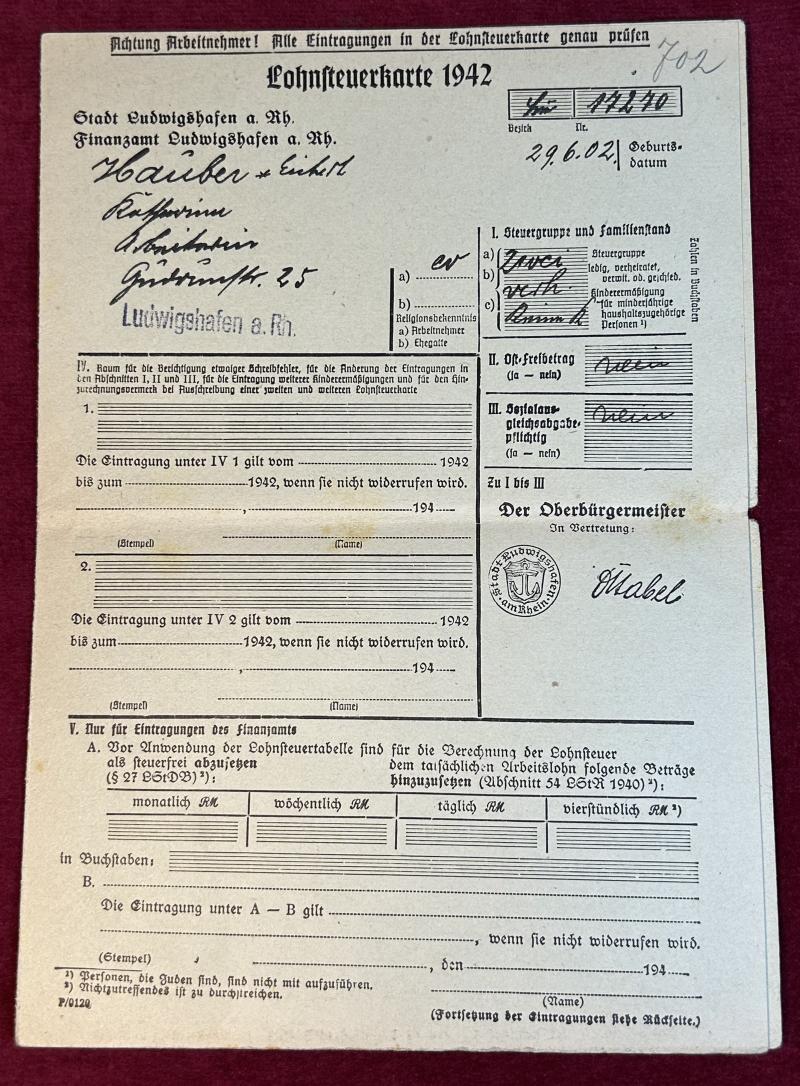 Achtung Arbeitnehmer! Alle Eintragungen in der Lohnsteuerkarte genau prüfen
702
Lohnsteuerkarte 1942
Stadt Ludwigshafen a. Rh.
Finanzamt Ludwigshafen a. Rh.
17270
Bezirk Nr.
29.6.02. Geburts-
datum
Hauber
Katharina
Arbeiterin
Gudrunstr. 25
Ludwigshafen a. Rh.
a) ev
b)
Religionsbekenntnis
a) Arbeitnehmer
b) Ehegatte
I. Steuergruppe und Familienstand
a) zwei Steuergruppe
b) verh. ledig, verheiratet,
verwit. od. geschied.
c) Kinderermäßigung
für minderjährige
haushaltszugehörige
Personen ¹)
Zahlen in Buchstaben
II. Ost-Freibetrag
(ja — nein)
nein
III. Sozialaus-
gleichsabgabe-
pflichtig
(ja — nein)
nein
Zu I bis III
Der Oberbürgermeister
In Vertretung:
Stadt Ludwigshafen am Rhein
IV. Raum für die Berichtigung etwaiger Schreibfehler, für die Änderung der Eintragungen in
den Abschnitten I, II und III, für die Eintragung weiterer Kinderermäßigungen und für den Hin-
zurechnungsvermerk bei Ausschreibung einer zweiten und weiteren Lohnsteuerkarte
1.
Die Eintragung unter IV 1 gilt vom 1942
bis zum 1942, wenn sie nicht widerrufen wird.
, 194
(Stempel) (Name)
2.
Die Eintragung unter IV 2 gilt vom 1942
bis zum 1942, wenn sie nicht widerrufen wird.
, 194
(Stempel) (Name)
V. Nur für Eintragungen des Finanzamts
A. Vor Anwendung der Lohnsteuertabelle sind für die Berechnung der Lohnsteuer
als steuerfrei abzusetzen dem tatsächlichen Arbeitslohn folgende Beträge
(§ 27 LStDB) ²): hinzuzusetzen (Abschnitt 54 LStR 1940) ²):
monatlich RM wöchentlich RM täglich RM vierstündlich RM ²)
in Buchstaben:
B.
Die Eintragung unter A — B gilt
, wenn sie nicht widerrufen wird.
(Stempel) , den 194
¹) Personen, die Juden sind, sind nicht mit aufzuführen.
²) Nichtzutreffendes ist zu durchstreichen.
(Name)
P/0120
(Fortsetzung der Eintragungen siehe Rückseite.)